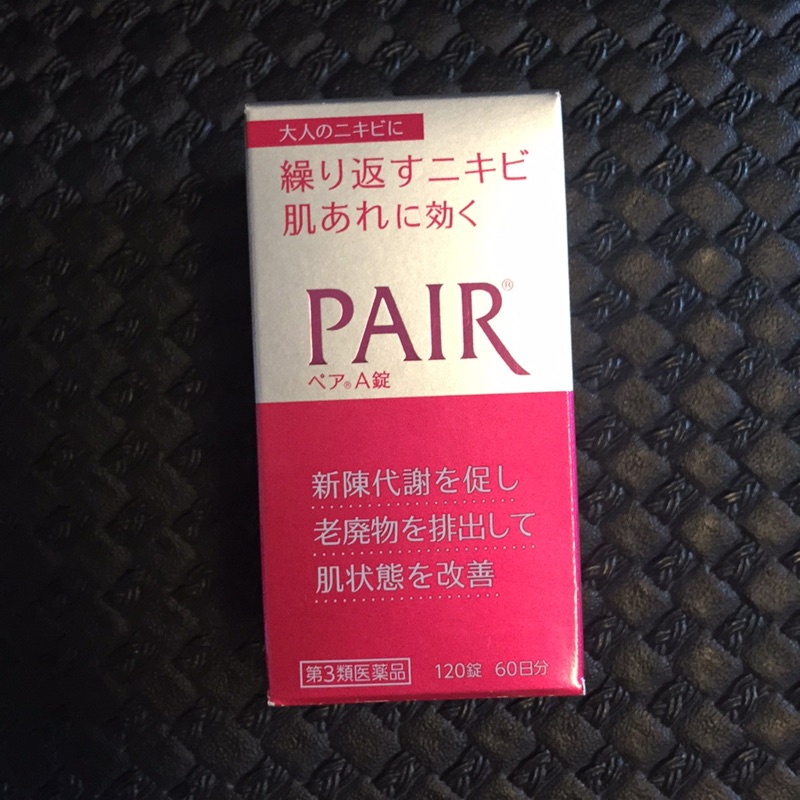 大人のニキビに
繰り返すニキビ
肌あれに効く
PAIR®
ペア®A錠
新陳代謝を促し
老廃物を排出して
肌状態を改善
第3類医薬品 120錠 60日分